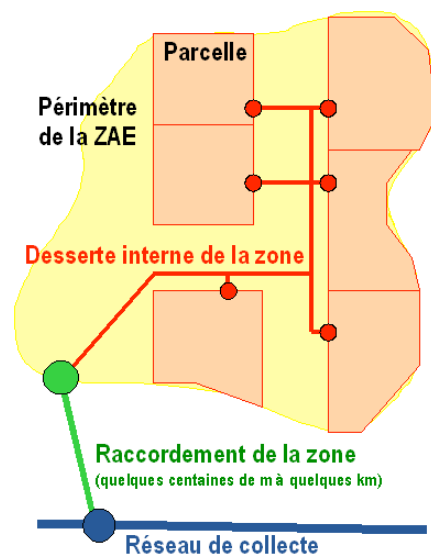 Parcelle
Périmètre
de la ZAE
Desserte interne de la zone
Raccordement de la zone
(quelques centaines de m à quelques km)
Réseau de collecte